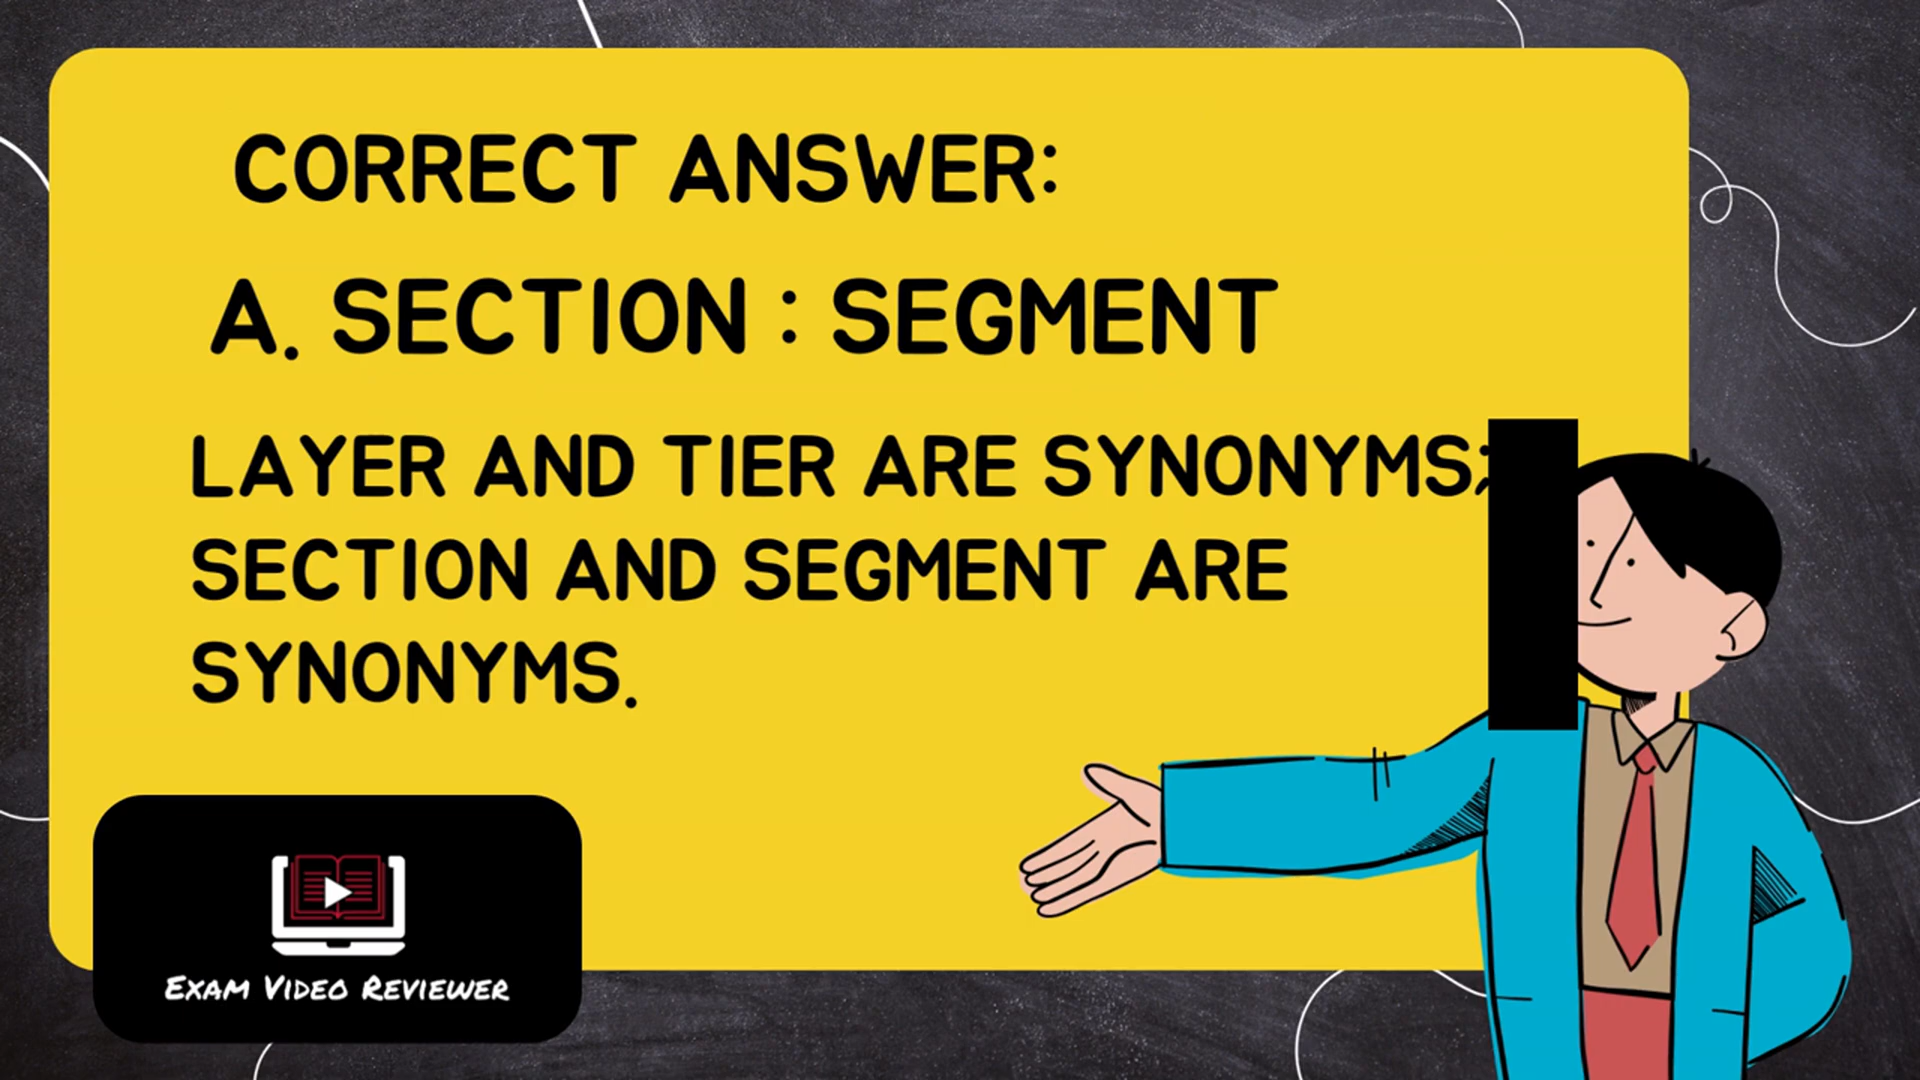 CORRECT ANSWER:
A. SECTION : SEGMENT
LAYER AND TIER ARE SYNONYMS;
SECTION AND SEGMENT ARE
SYNONYMS.
EXAM VIDEO REVIEWER